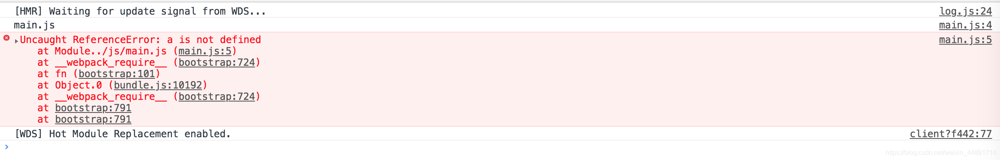 [HMR] Waiting for update signal from WDS... log.js:24
main.js main.js:4
Uncaught ReferenceError: a is not defined main.js:5
at Module../js/main.js (main.js:5)
at __webpack_require__ (bootstrap:724)
at fn (bootstrap:101)
at Object.0 (bundle.js:10192)
at __webpack_require__ (bootstrap:724)
at bootstrap:791
at bootstrap:791
[WDS] Hot Module Replacement enabled. client?f442:77
https://blog.csdn.net/weixin_44891714